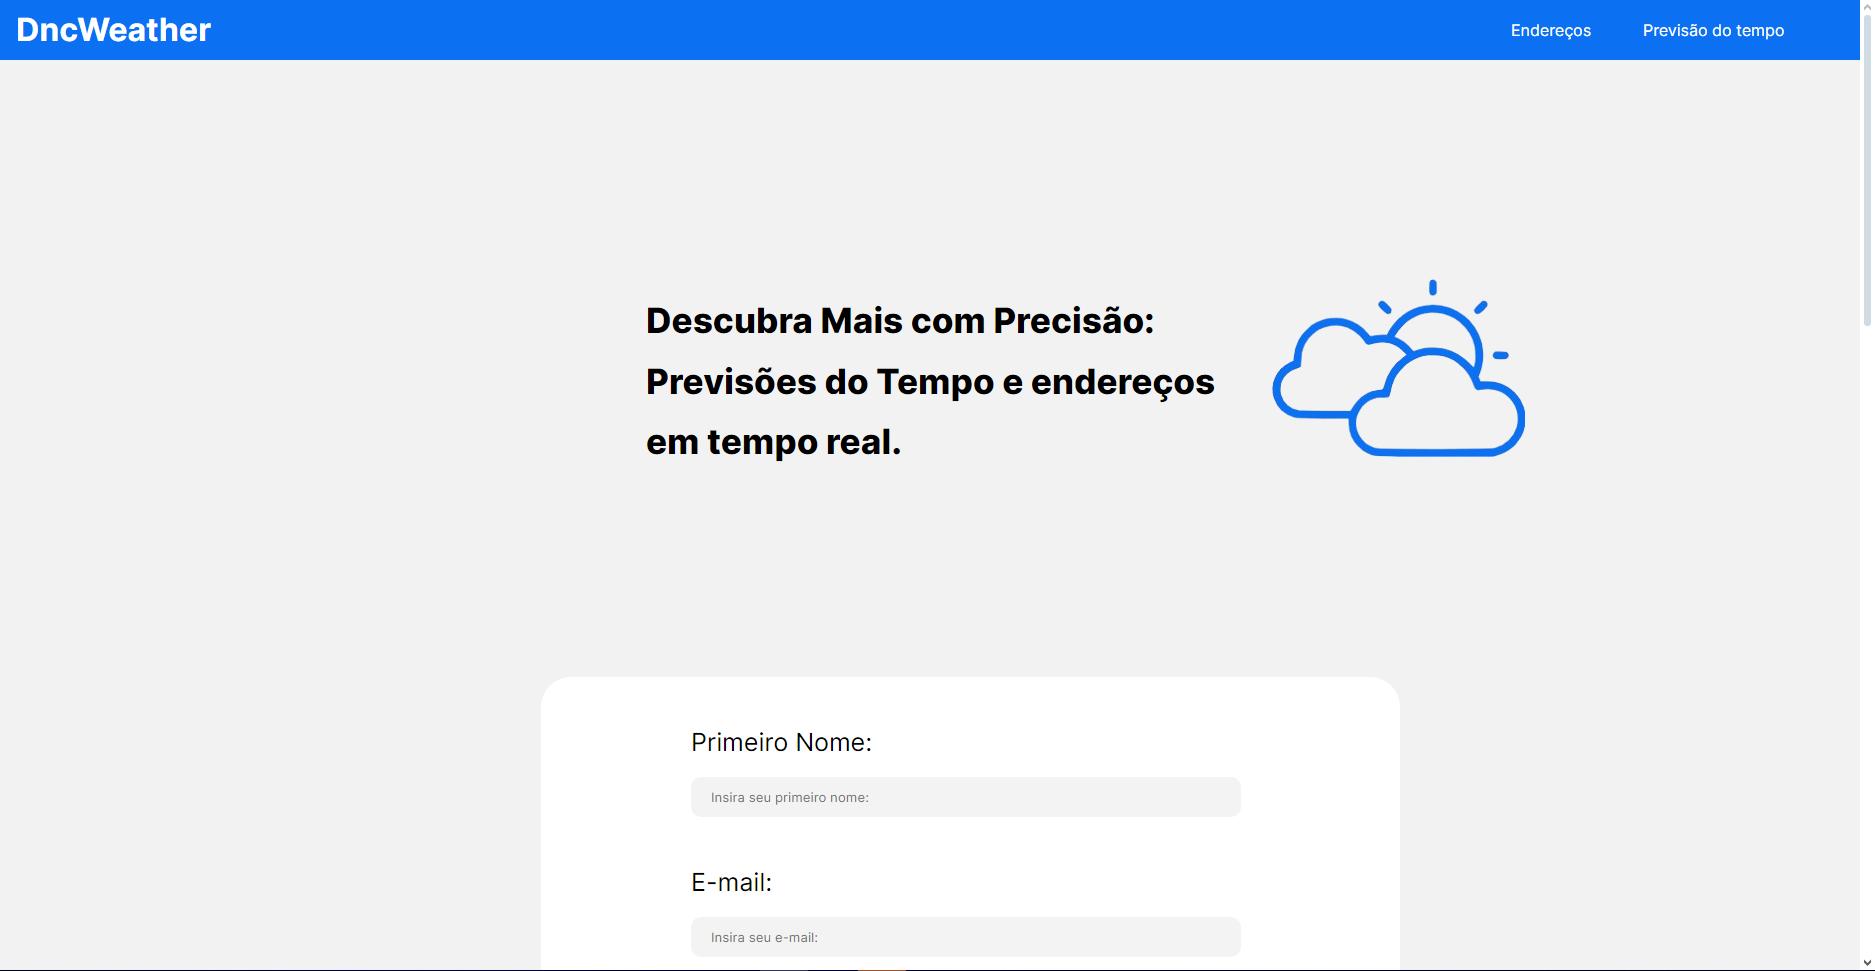 DncWeather
Endereços
Previsão do tempo
Descubra Mais com Precisão:
Previsões do Tempo e endereços
em tempo real.
Primeiro Nome:
Insira seu primeiro nome:
E-mail:
Insira seu e-mail: